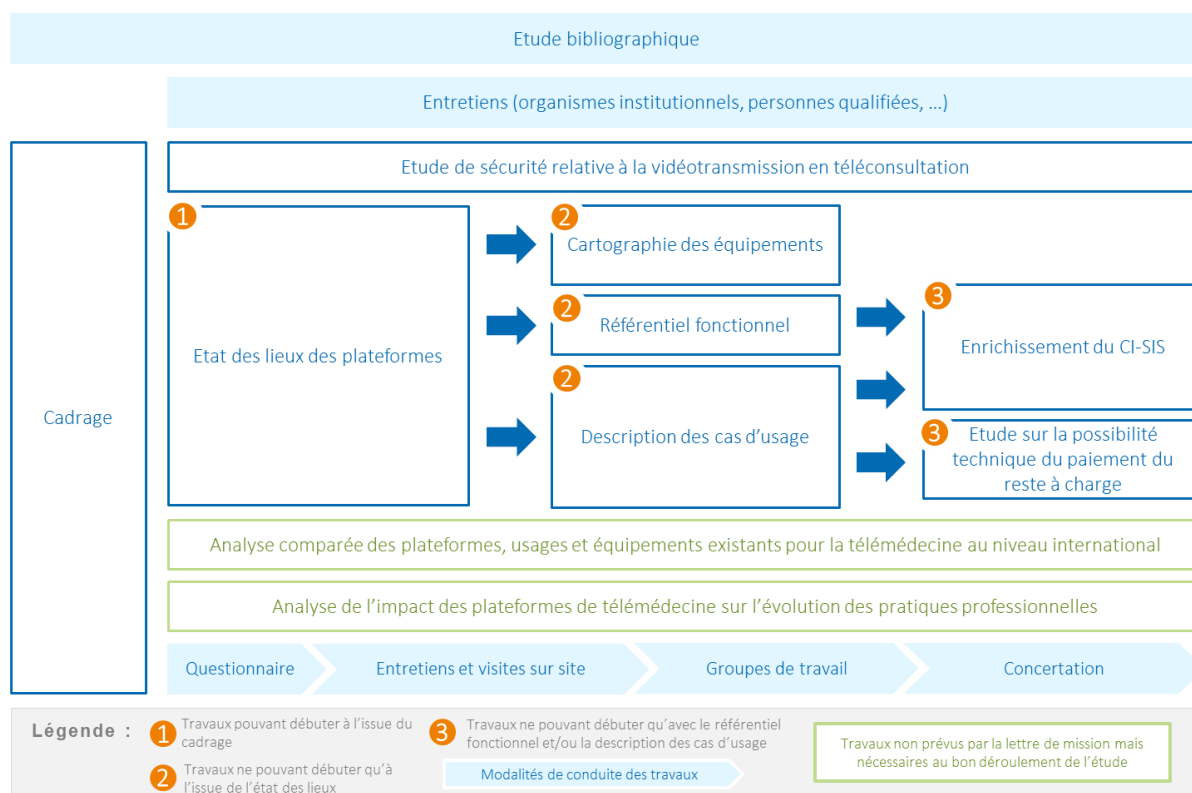 Etude bibliographique
Entretiens (organismes institutionnels, personnes qualifiées, ...)
Cadrage
Etude de sécurité relative à la vidéotransmission en téléconsultation
1
Etat des lieux des plateformes
2
Cartographie des équipements
2
Référentiel fonctionnel
2
Description des cas d'usage
3
Enrichissement du CI-SIS
3
Etude sur la possibilité
technique du paiement du
reste à charge
Analyse comparée des plateformes, usages et équipements existants pour la télémédecine au niveau international
Analyse de l'impact des plateformes de télémédecine sur l'évolution des pratiques professionnelles
Questionnaire
Entretiens et visites sur site
Groupes de travail
Concertation
Légende :
1
Travaux pouvant débuter à l'issue du
cadrage
2
Travaux ne pouvant débuter qu'à
l'issue de l'état des lieux
3
Travaux ne pouvant débuter qu'avec le référentiel
fonctionnel et/ou la description des cas d'usage
Modalités de conduite des travaux
Travaux non prévus par la lettre de mission mais
nécessaires au bon déroulement de l'étude